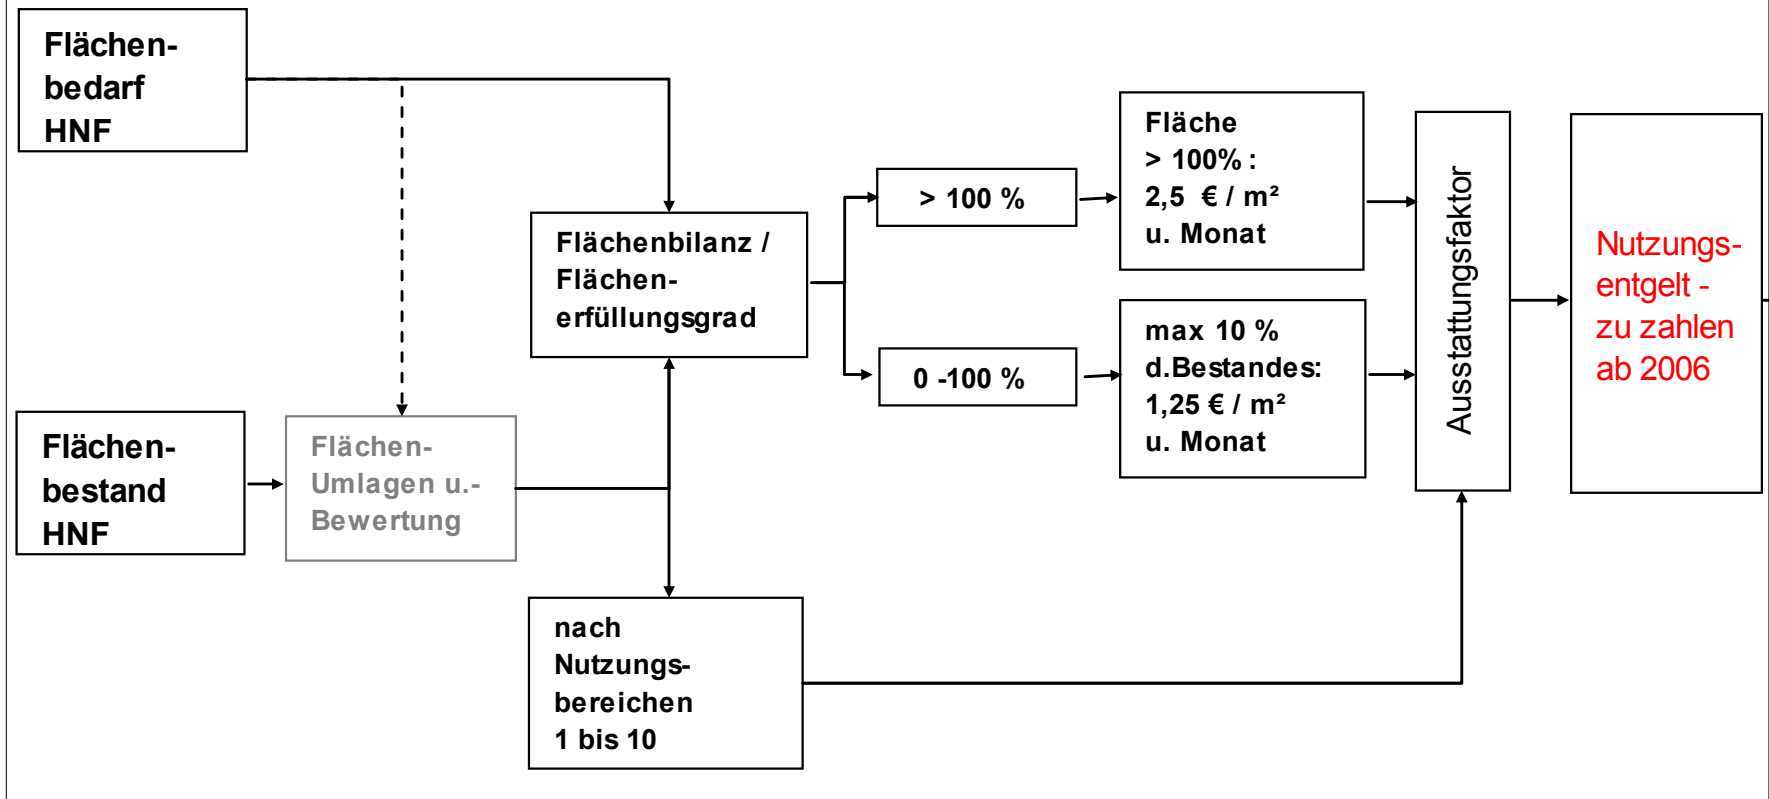 Flächen-
bedarf
HNF
Flächen-
bestand
HNF
Flächen-
Umlagen u.-
Bewertung
Flächenbilanz /
Flächen-
erfüllungsgrad
nach
Nutzungs-
bereichen
1 bis 10
> 100 %
0 -100 %
Fläche
> 100% :
2,5 € / m²
u. Monat
max 10 %
d.Bestandes:
1,25 € / m²
u. Monat
Ausstattungsfaktor
Nutzungs-
entgelt -
zu zahlen
ab 2006